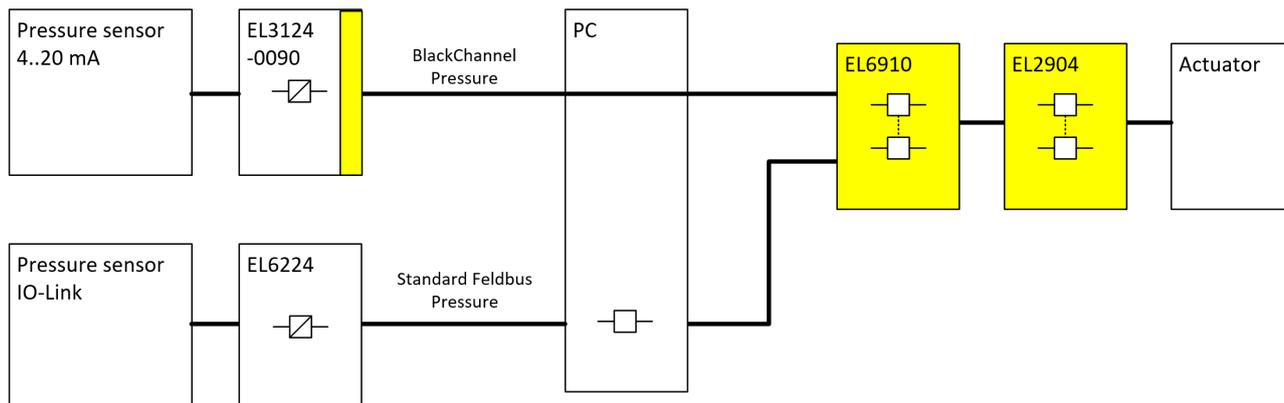 Pressure sensor
4..20 mA
EL3124
-0090
BlackChannel
Pressure
PC
EL6910
EL2904
Actuator
Pressure sensor
IO-Link
EL6224
Standard Feldbus
Pressure